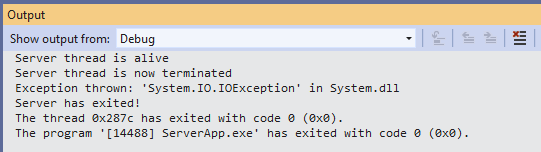 Output
Show output from: Debug
Server thread is alive
Server thread is now terminated
Exception thrown: 'System.IO.IOException' in System.dll
Server has exited!
The thread 0x287c has exited with code 0 (0x0).
The program '[14488] ServerApp.exe' has exited with code 0 (0x0).